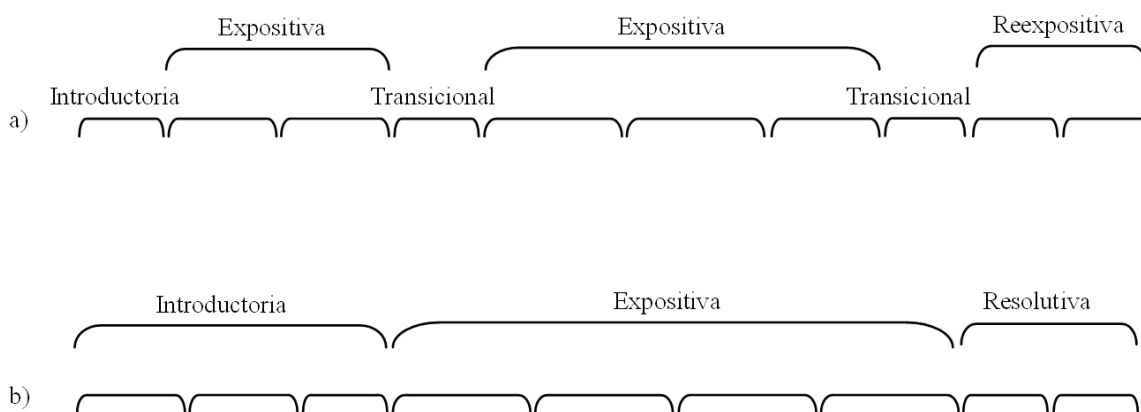 Expositiva Expositiva Reexpositiva
Introductoria Transicional Transicional
a)
Introductoria Expositiva Resolutiva
b)